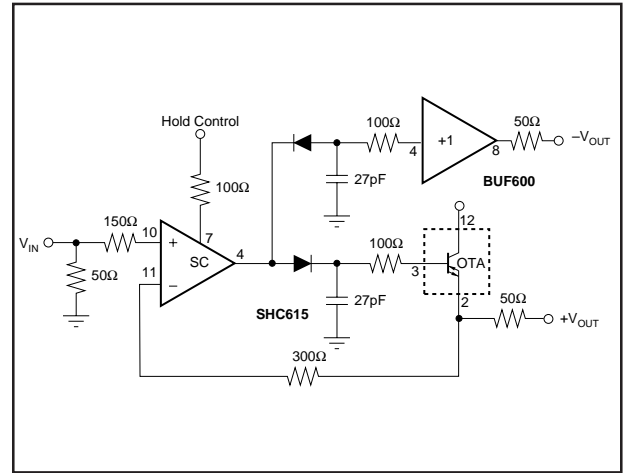 Hold Control
100Ω
50Ω
4
+1
8
–VOUT
BUF600
100Ω
27pF
12
150Ω
VIN
10
+
7
4
100Ω
3
OTA
SC
11
–
50Ω
SHC615
27pF
2
50Ω
+VOUT
300Ω